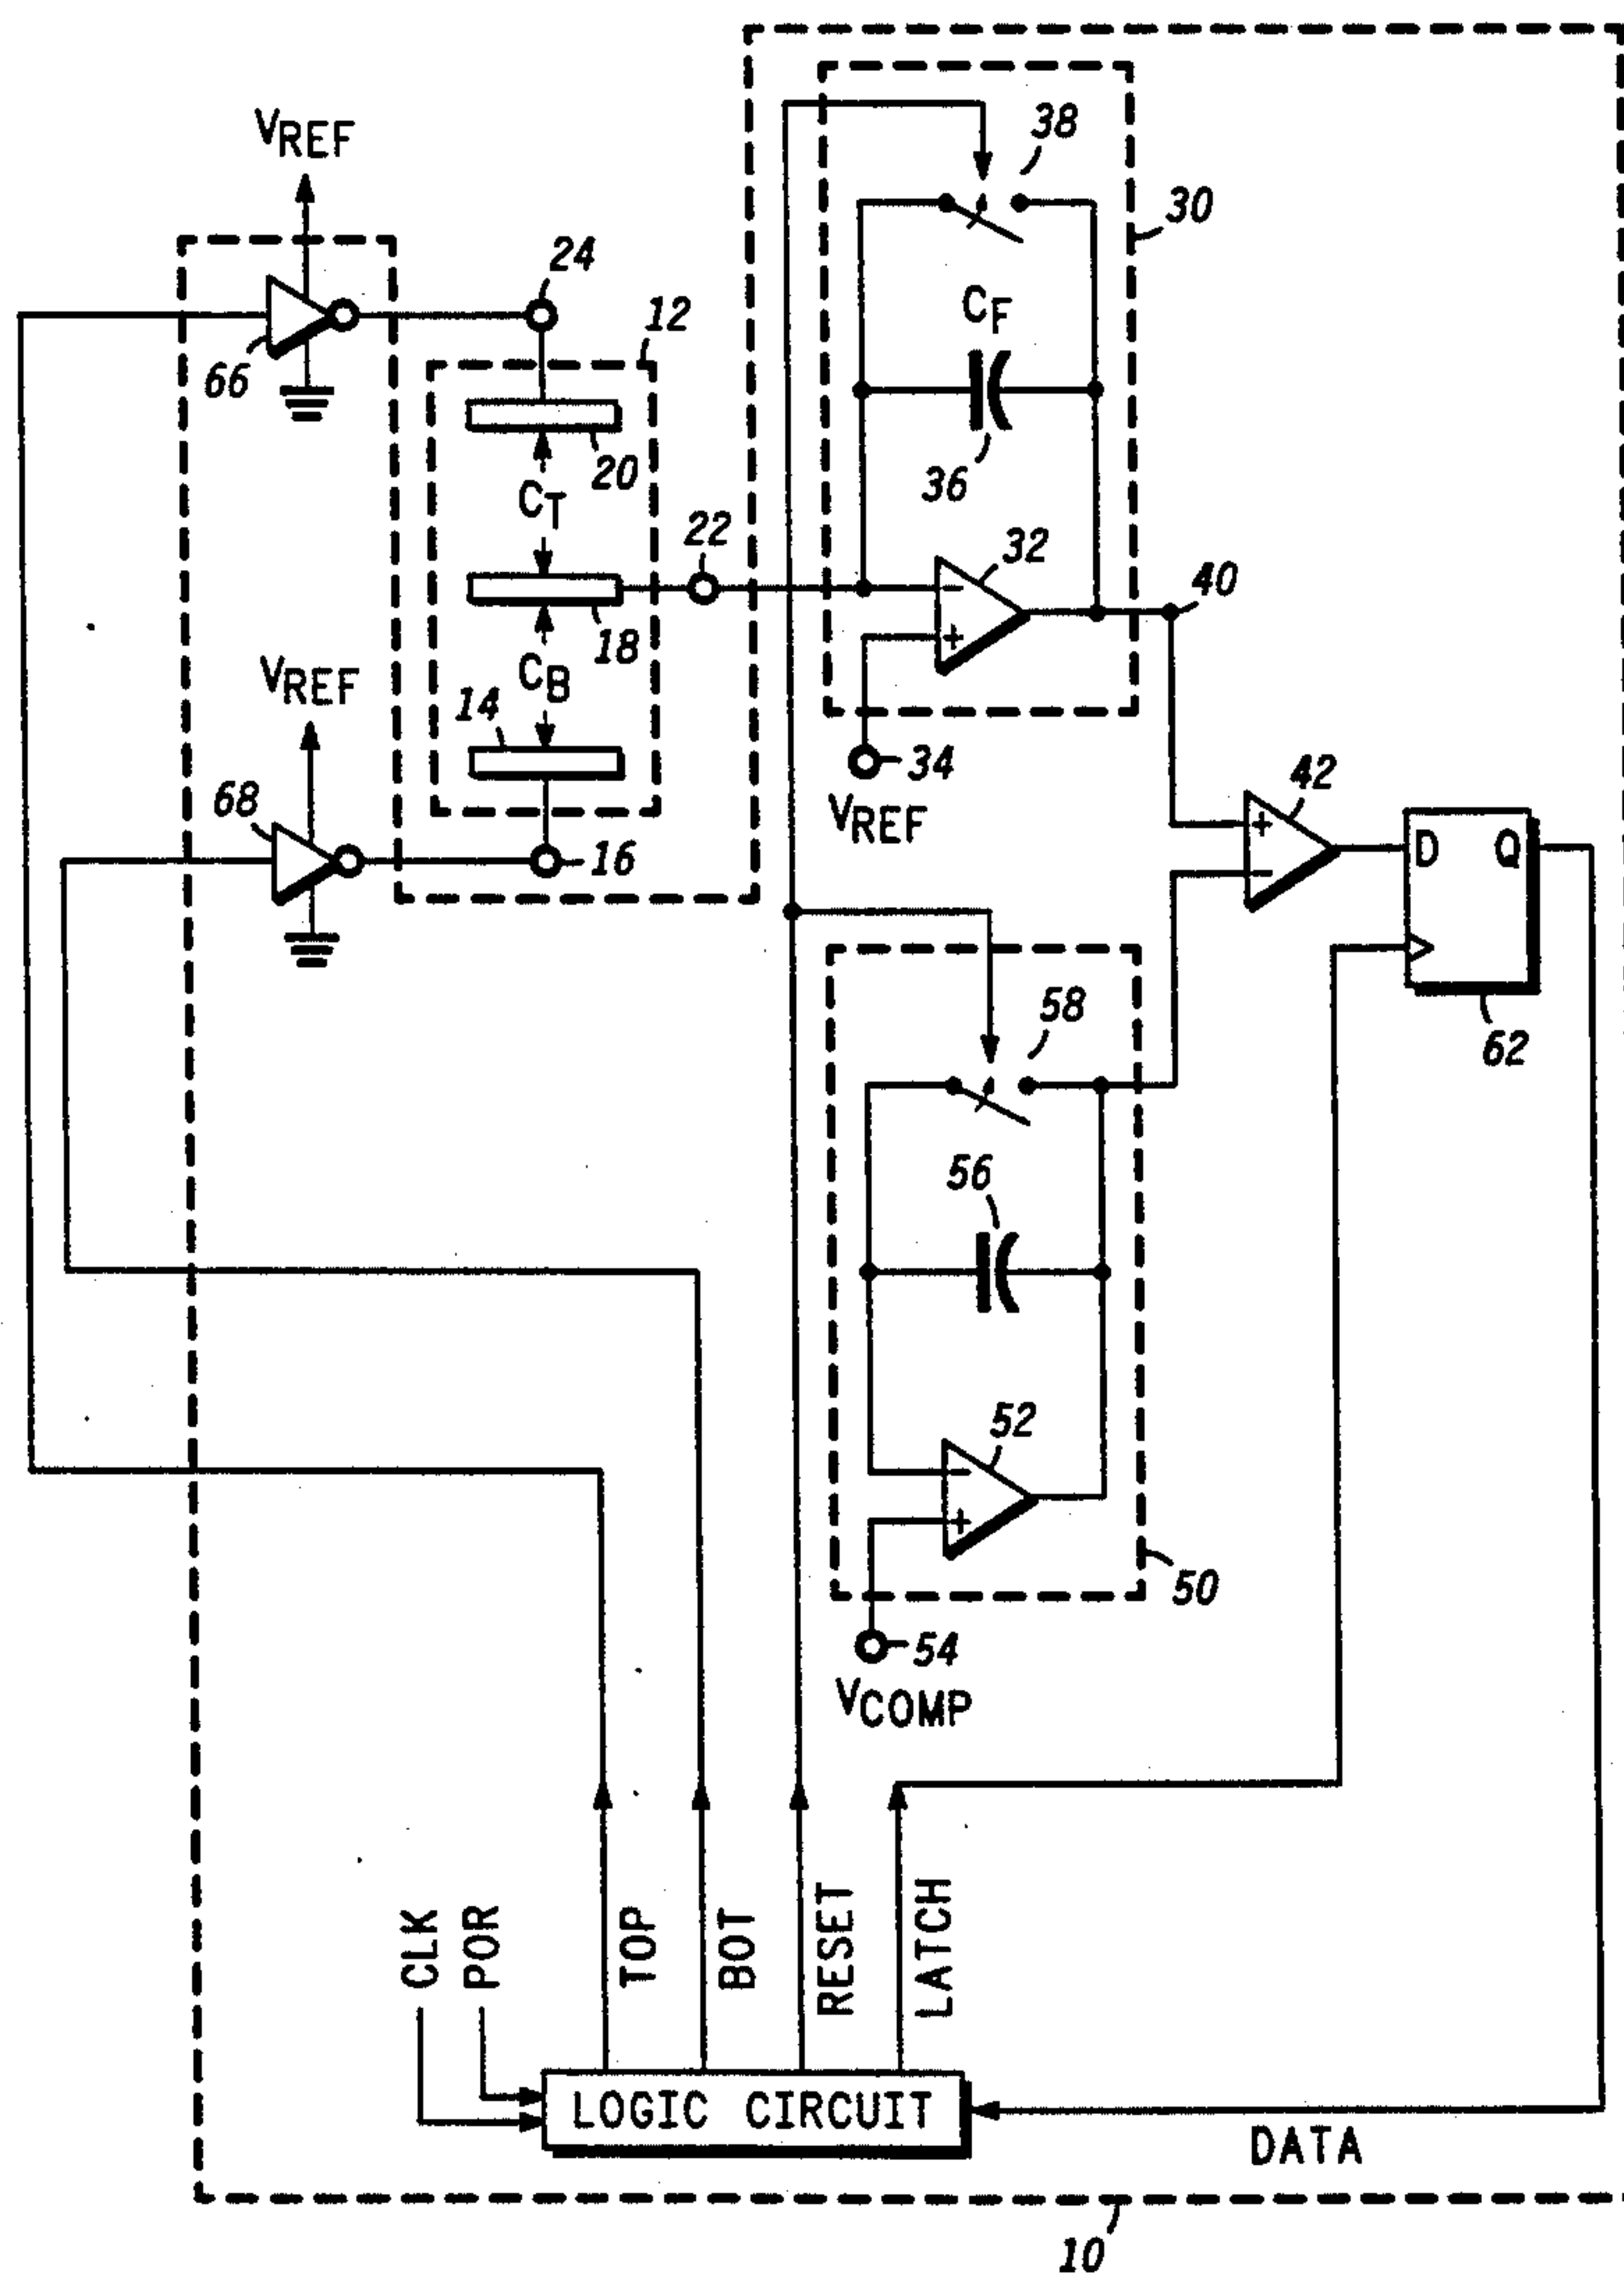 VREF
38
30
24
12
CF
66
20
36
CT
22
32
40
18
VREF
CB
14
34
42
68
VREF
16
D Q
58
62
56
52
50
54
VCOMP
CLK
POR
TOP
BOT
RESET
LATCH
LOGIC CIRCUIT
DATA
10